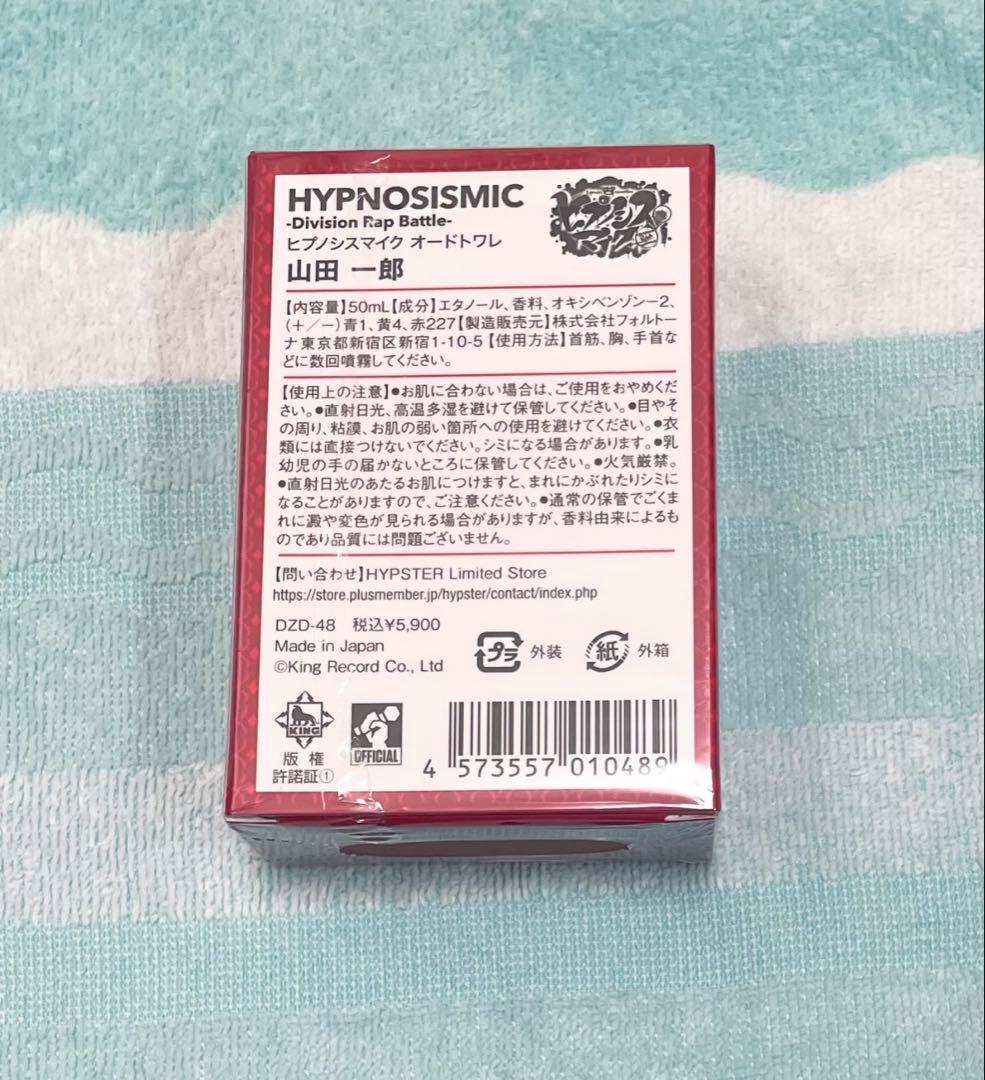 HYPNOSISMIC
-Division Rap Battle-
ヒプノシスマイク オードトワレ
山田 一郎
ヒプノシス
マイク
【内容量】50mL【成分】エタノール、香料、オキシベンゾン－2、
(＋／－)青1、黄4、赤227【製造販売元】株式会社フォルトー
ナ東京都新宿区新宿1-10-5【使用方法】首筋、胸、手首な
どに数回噴霧してください。
【使用上の注意】●お肌に合わない場合は、ご使用をおやめくだ
さい。●直射日光、高温多湿を避けて保管してください。●目やそ
の周り、粘膜、お肌の弱い箇所への使用を避けてください。●衣
類には直接つけないでください。シミになる場合があります。●乳
幼児の手の届かないところに保管してください。●火気厳禁。
●直射日光のあたるお肌につけますと、まれにかぶれたりシミに
なることがありますので、ご注意ください。●通常の保管でごくま
れに澱や変色が見られる場合がありますが、香料由来によるも
のであり品質には問題ございません。
【問い合わせ】HYPSTER Limited Store
https://store.plusmember.jp/hypster/contact/index.php
DZD-48 税込¥5,900
Made in Japan
©King Record Co., Ltd
プラ 外装
紙 外箱
KING
版権
許諾証①
OFFICIAL
4 573557 010489